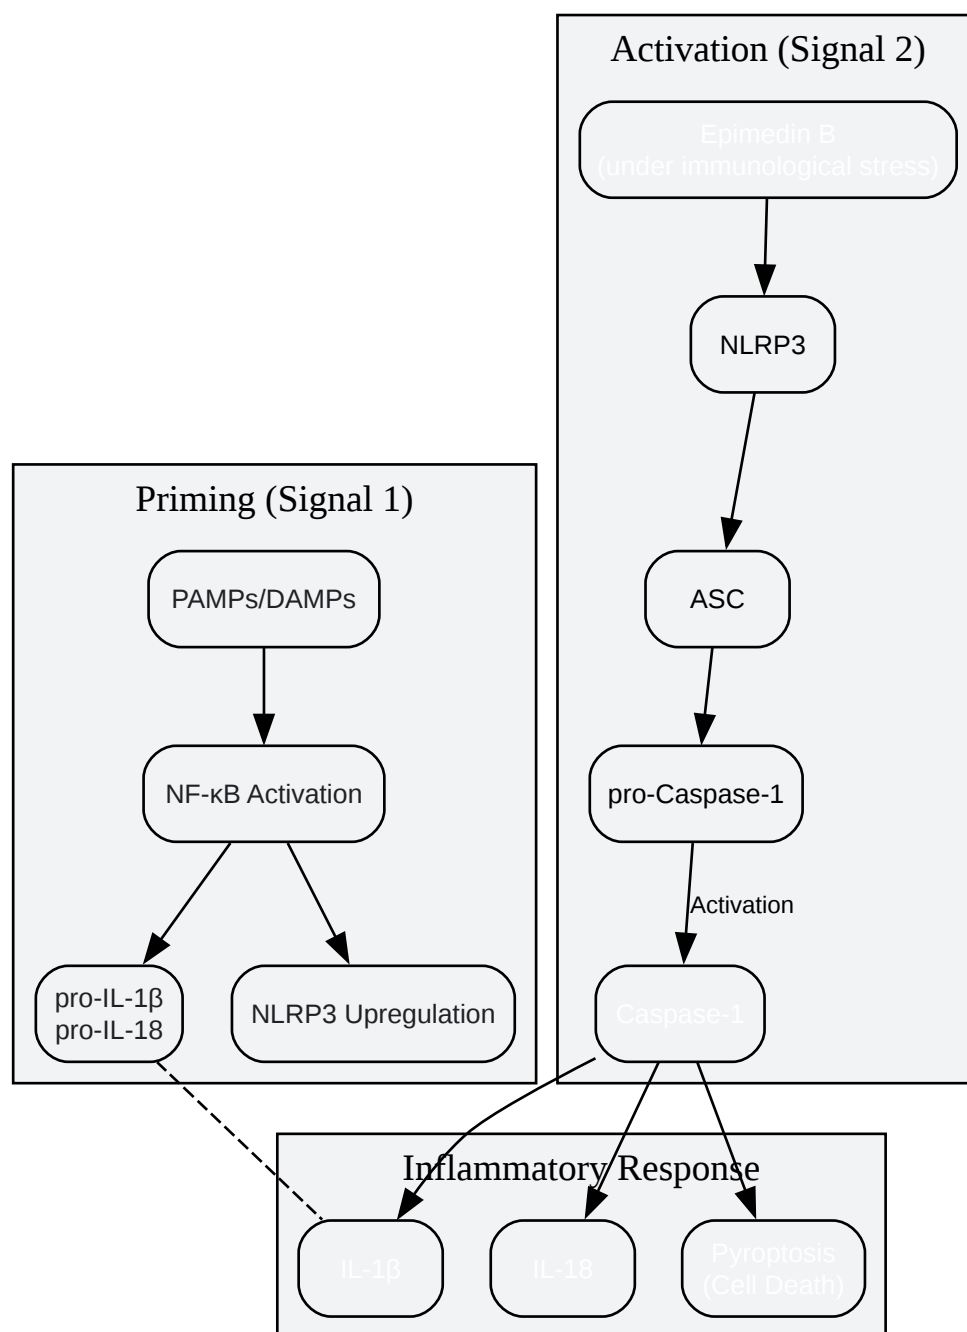 Activation (Signal 2)
Epimedin B
(under immunological stress)
NLRP3
ASC
pro-Caspase-1
Activation
Caspase-1
Priming (Signal 1)
PAMPs/DAMPs
NF-κB Activation
pro-IL-1β
pro-IL-18
NLRP3 Upregulation
Inflammatory Response
IL-1β
IL-18
Pyroptosis
(Cell Death)